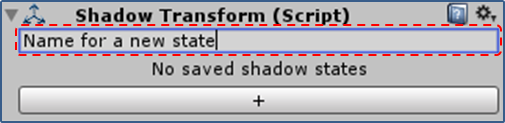 Shadow Transform (Script)
Name for a new state
No saved shadow states
+